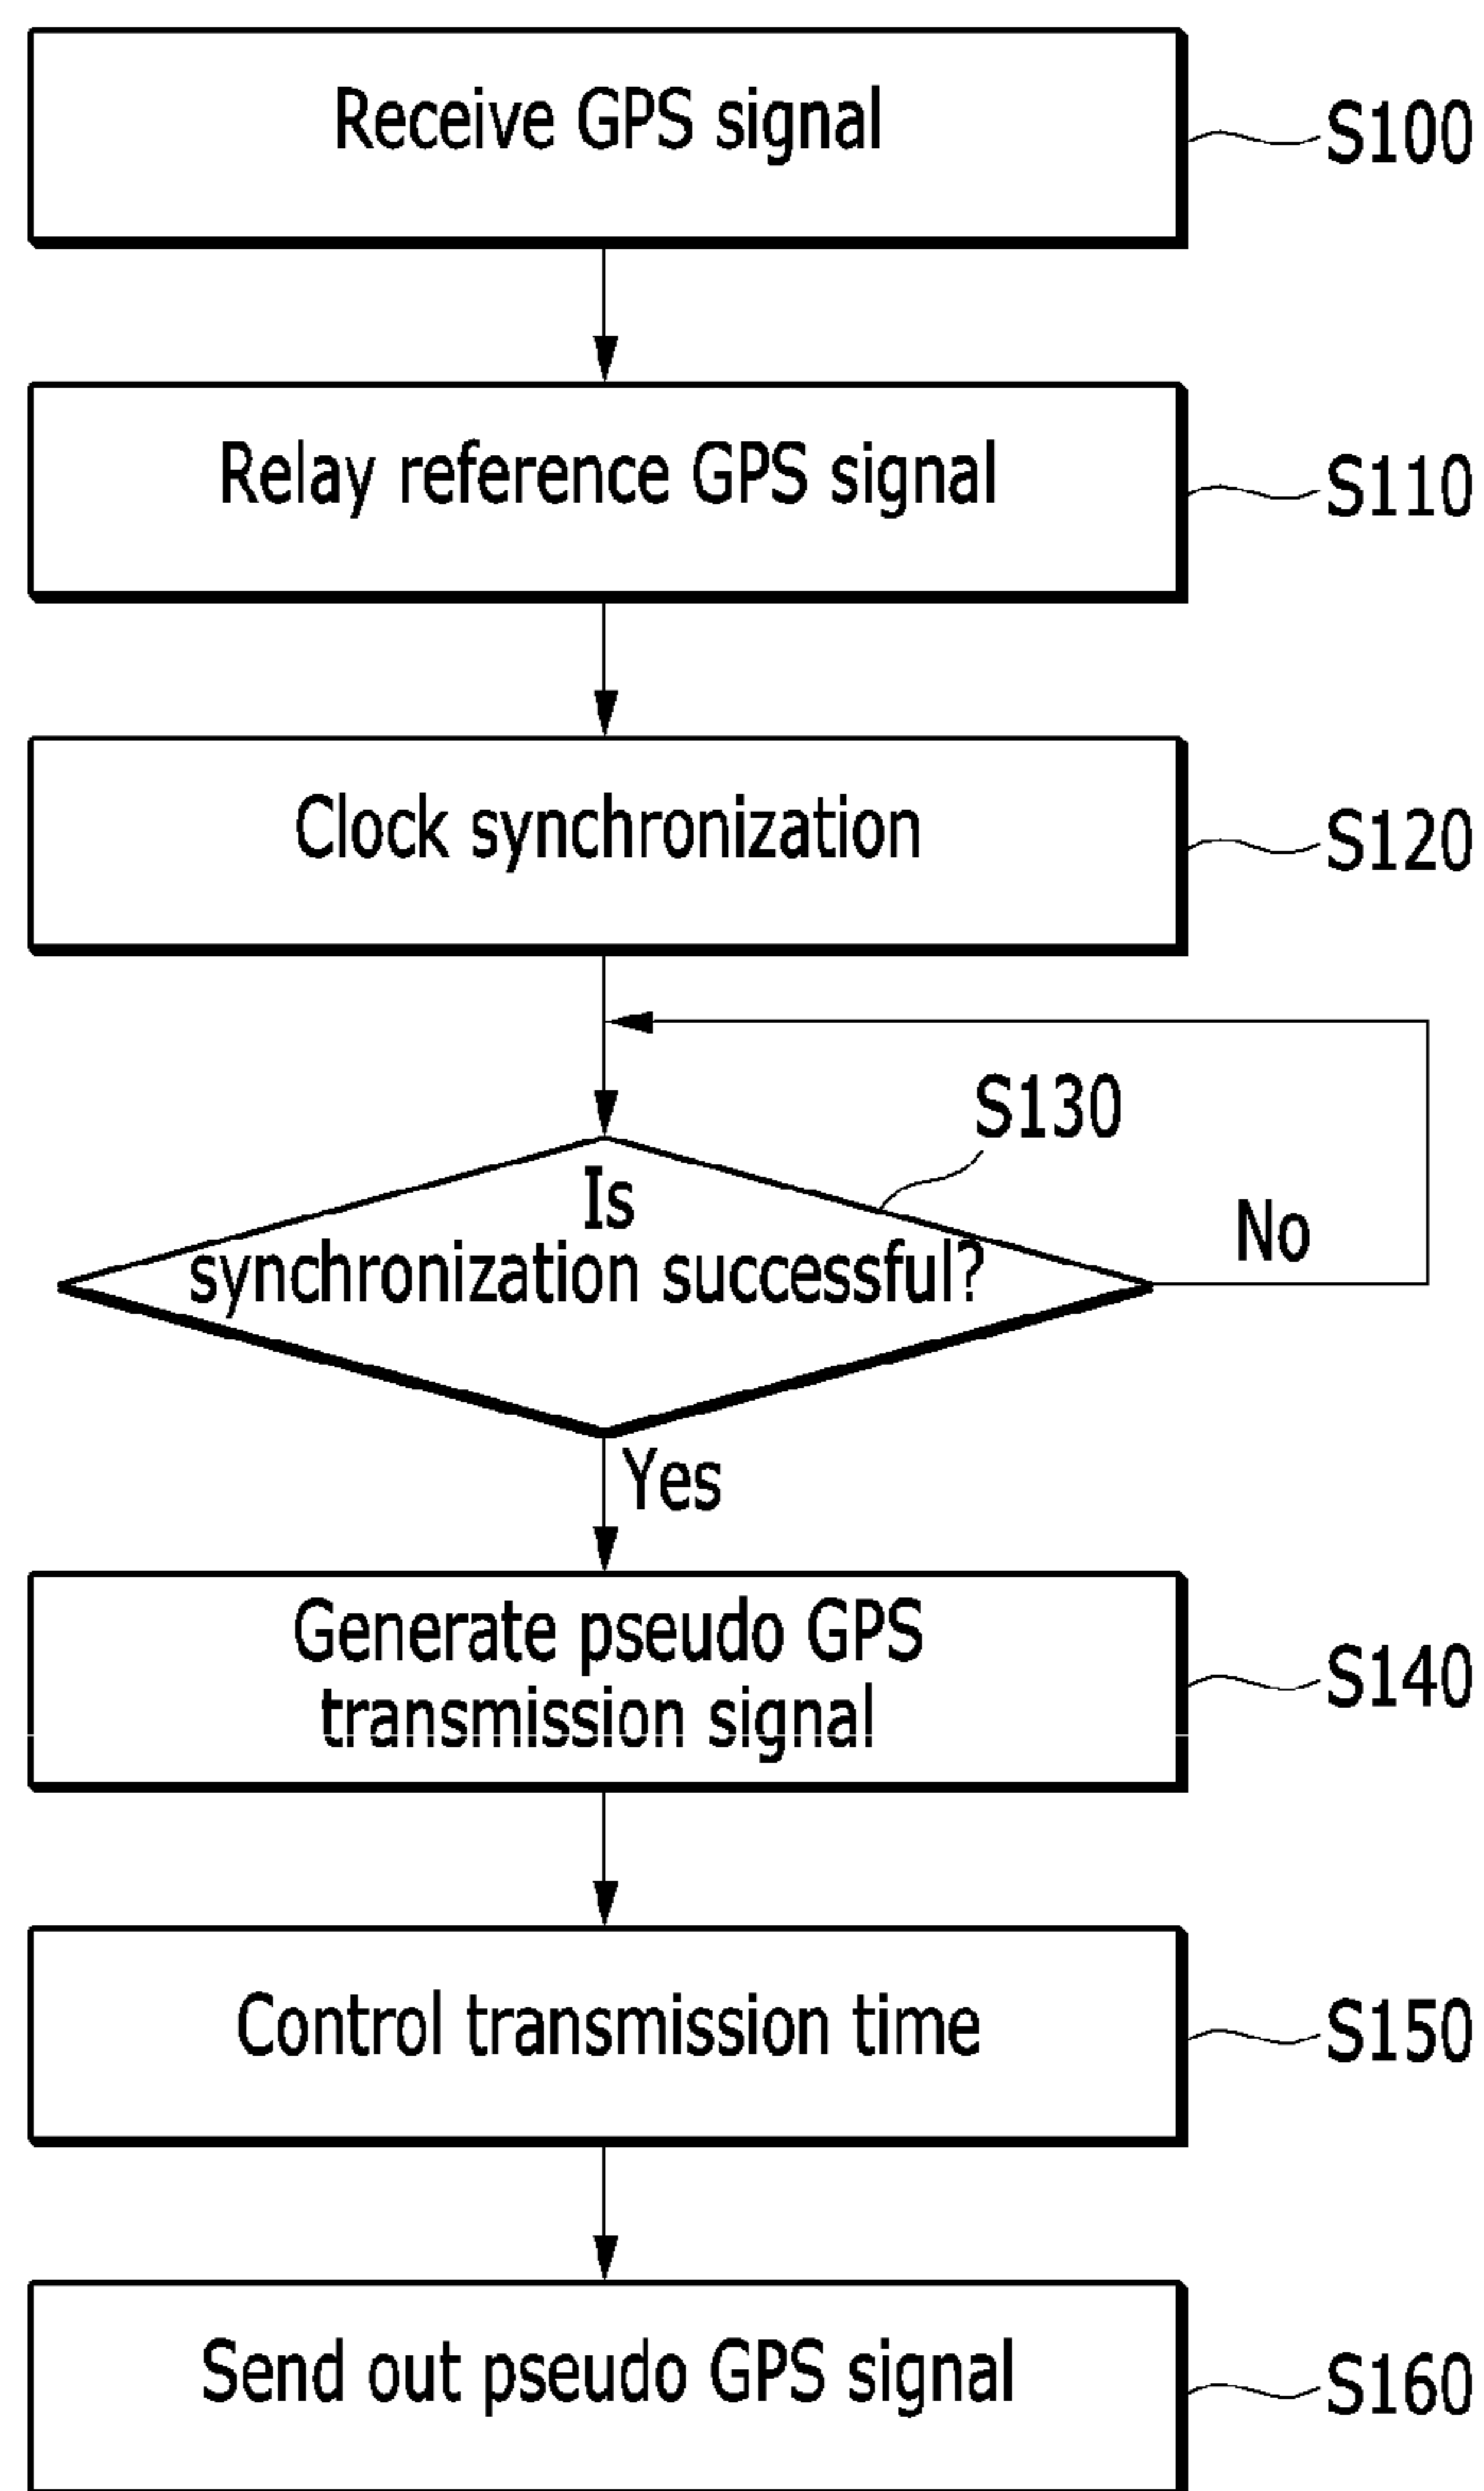 Receive GPS signal
S100
Relay reference GPS signal
S110
Clock synchronization
S120
S130
Is
synchronization successful?
No
Yes
Generate pseudo GPS
transmission signal
S140
Control transmission time
S150
Send out pseudo GPS signal
S160